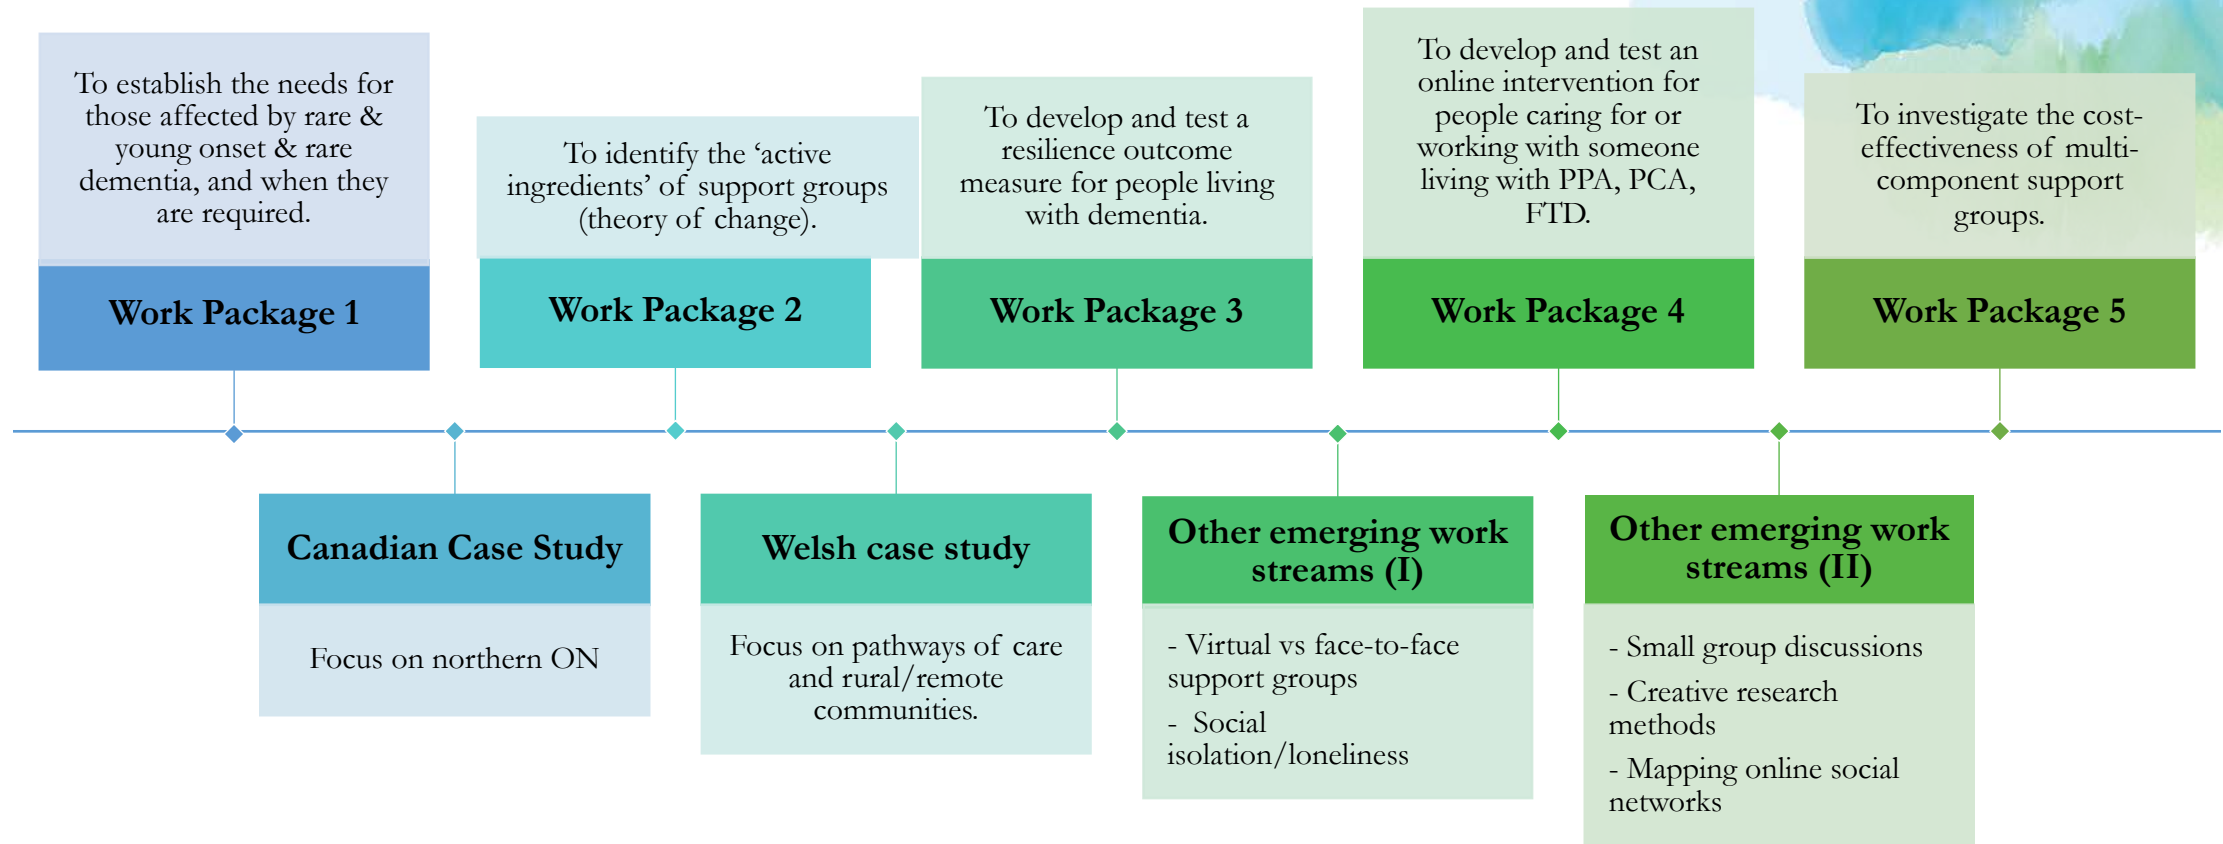 To establish the needs for
those affected by rare &
young onset & rare
dementia, and when they
are required.
Work Package 1
To identify the ‘active
ingredients’ of support groups
(theory of change).
Work Package 2
To develop and test a
resilience outcome
measure for people living
with dementia.
Work Package 3
To develop and test an
online intervention for
people caring for or
working with someone
living with PPA, PCA,
FTD.
Work Package 4
To investigate the cost-
effectiveness of multi-
component support
groups.
Work Package 5
Canadian Case Study
Focus on northern ON
Welsh case study
Focus on pathways of care
and rural/remote
communities.
Other emerging work
streams (I)
- Virtual vs face-to-face
support groups
- Social
isolation/loneliness
Other emerging work
streams (II)
- Small group discussions
- Creative research
methods
- Mapping online social
networks